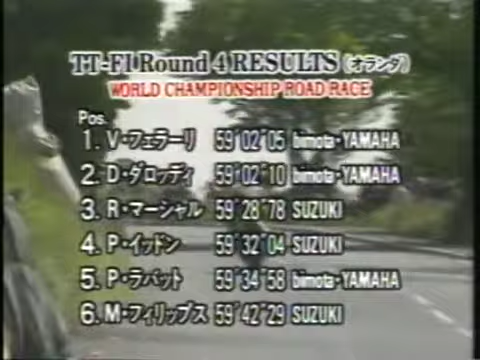 TT-F1 Round 4 RESULTS (オランダ)
WORLD CHAMPIONSHIP ROAD RACE
Pos.
1. V・フェラーリ 59'02"05 bimota・YAMAHA
2. D・ダロッディ 59'02"10 bimota・YAMAHA
3. R・マーシャル 59'28"78 SUZUKI
4. P・イッドン 59'32"04 SUZUKI
5. P・ラバット 59'34"58 bimota・YAMAHA
6. M・フィリップス 59'42"29 SUZUKI